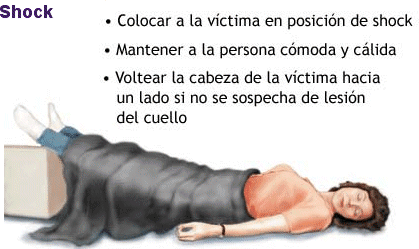 Shock
• Colocar a la víctima en posición de shock
• Mantener a la persona cómoda y cálida
• Voltear la cabeza de la víctima hacia
un lado si no se sospecha de lesión
del cuello